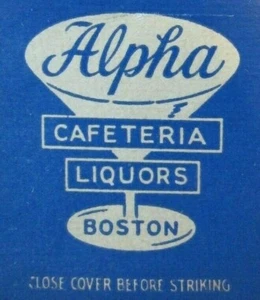 Alpha
CAFETERIA
LIQUORS
BOSTON
CLOSE COVER BEFORE STRIKING